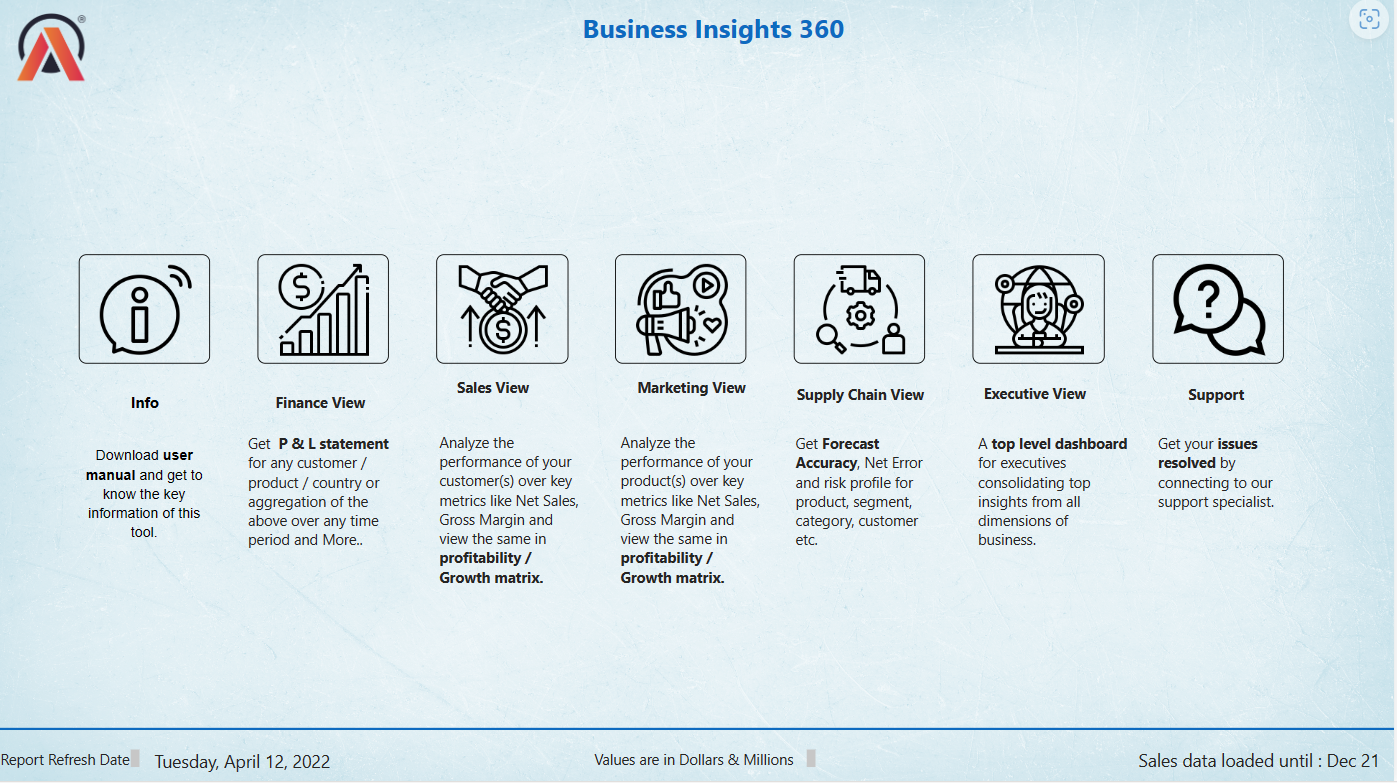 Business Insights 360
®
Info
Download user
manual and get to
know the key
information of this
tool.
Finance View
Get P & L statement
for any customer /
product / country or
aggregation of the
above over any time
period and More..
Sales View
Analyze the
performance of your
customer(s) over key
metrics like Net Sales,
Gross Margin and
view the same in
profitability /
Growth matrix.
Marketing View
Analyze the
performance of your
product(s) over key
metrics like Net Sales,
Gross Margin and
view the same in
profitability /
Growth matrix.
Supply Chain View
Get Forecast
Accuracy, Net Error
and risk profile for
product, segment,
category, customer
etc.
Executive View
A top level dashboard
for executives
consolidating top
insights from all
dimensions of
business.
Support
Get your issues
resolved by
connecting to our
support specialist.
Report Refresh Date
Tuesday, April 12, 2022
Values are in Dollars & Millions
Sales data loaded until : Dec 21